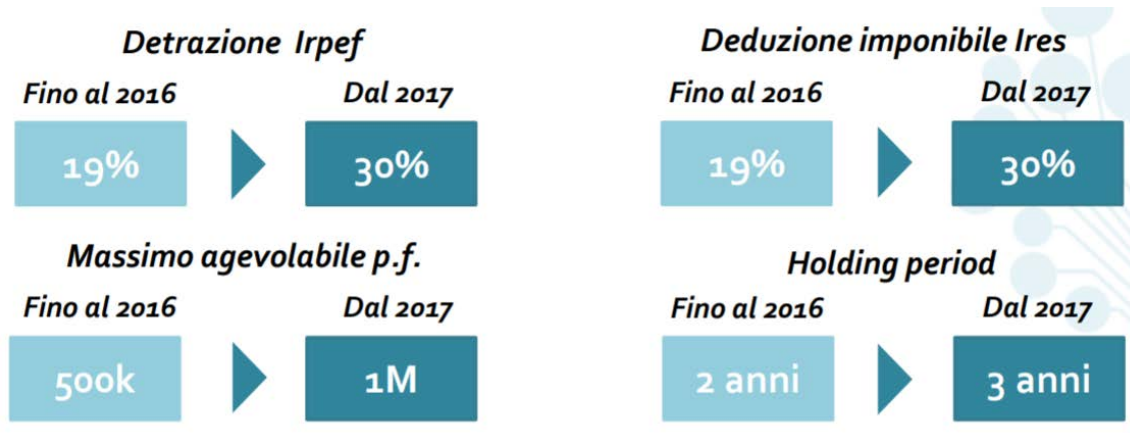 Detrazione Irpef
Fino al 2016 Dal 2017
19% 30%
Deduzione imponibile Ires
Fino al 2016 Dal 2017
19% 30%
Massimo agevolabile p.f.
Fino al 2016 Dal 2017
500k 1M
Holding period
Fino al 2016 Dal 2017
2 anni 3 anni